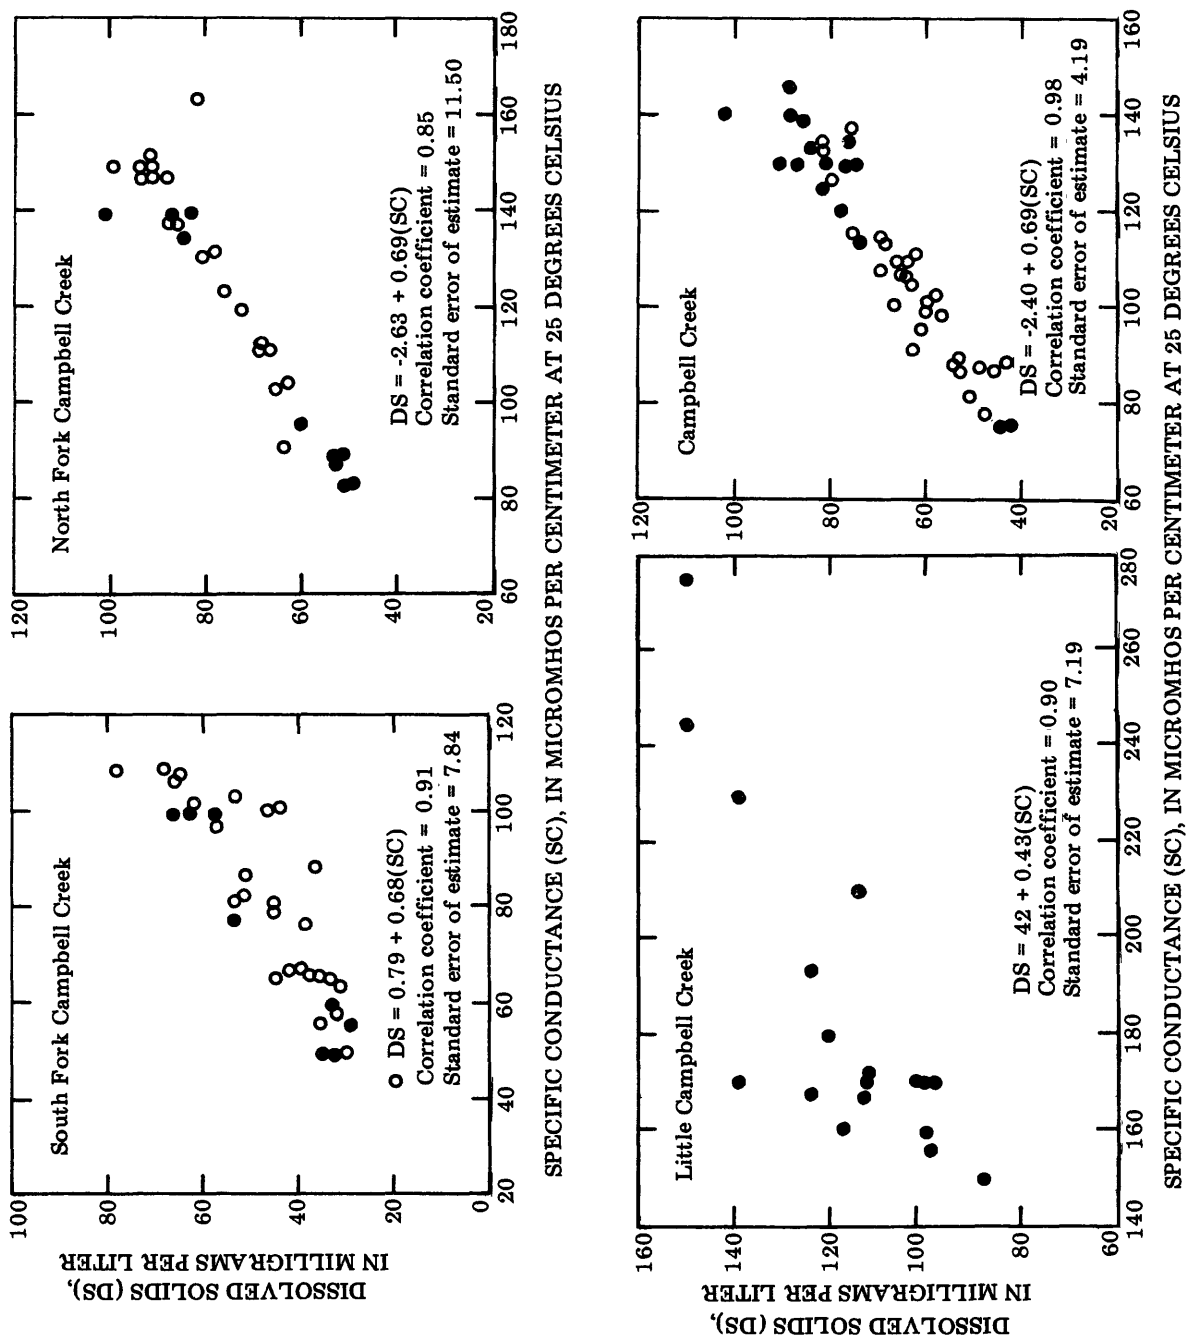 South Fork Campbell Creek
DS = 0.79 + 0.68(SC)
Correlation coefficient = 0.91
Standard error of estimate = 7.84
100
80
60
40
20
0
20
40
60
80
100
120
North Fork Campbell Creek
DS = -2.63 + 0.69(SC)
Correlation coefficient = 0.85
Standard error of estimate = 11.50
120
100
80
60
40
20
60
80
100
120
140
160
180
DISSOLVED SOLIDS (DS),
IN MILLIGRAMS PER LITER
SPECIFIC CONDUCTANCE (SC), IN MICROMHOS PER CENTIMETER AT 25 DEGREES CELSIUS
Little Campbell Creek
DS = 42 + 0.43(SC)
Correlation coefficient = 0.90
Standard error of estimate = 7.19
160
140
120
100
80
60
140
160
180
200
220
240
260
280
Campbell Creek
DS = -2.40 + 0.69(SC)
Correlation coefficient = 0.98
Standard error of estimate = 4.19
120
100
80
60
40
20
60
80
100
120
140
160
DISSOLVED SOLIDS (DS),
IN MILLIGRAMS PER LITER
SPECIFIC CONDUCTANCE (SC), IN MICROMHOS PER CENTIMETER AT 25 DEGREES CELSIUS